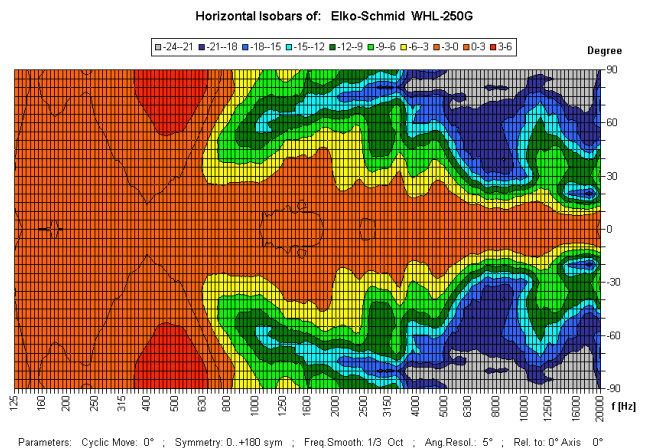 Horizontal Isobars of: Elko-Schmid WHL-250G
-24--21 -21--18 -18--15 -15--12 -12--9 -9--6 -6--3 -3-0 0-3 3-6
Degree
90
60
30
0
-30
-60
-90
125 160 200 250 315 400 500 630 800 1000 1250 1600 2000 2500 3150 4000 5000 6300 8000 10000 12500 16000 20000
f [Hz]
Parameters: Cyclic Move: 0° ; Symmetry: 0..+180 sym ; Freq.Smooth: 1/3 Oct ; Ang.Resol.: 5° ; Rel. to: 0° Axis 0°